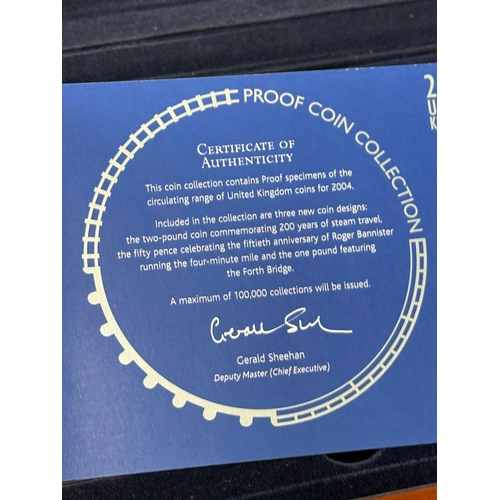 PROOF COIN COLLECTION
2
U
K
CERTIFICATE OF
AUTHENTICITY
This coin collection contains Proof specimens of the
circulating range of United Kingdom coins for 2004.
Included in the collection are three new coin designs:
the two-pound coin commemorating 200 years of steam travel,
the fifty pence celebrating the fiftieth anniversary of Roger Bannister
running the four-minute mile and the one pound featuring
the Forth Bridge.
A maximum of 100,000 collections will be issued.
Gerald Sheehan
Deputy Master (Chief Executive)